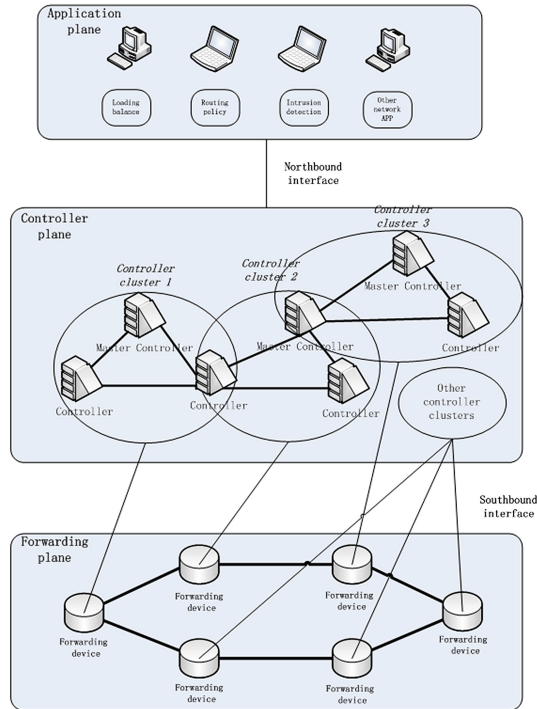 Application
plane
Loading
balance
Routing
policy
Intrusion
detection
Other
network
APP
Northbound
interface
Controller
plane
Controller
cluster 3
Controller
cluster 2
Controller
cluster 1
Master Controller
Controller
Master Controller
Master Controller
Controller
Controller
Controller
Other
controller
clusters
Southbound
interface
Forwarding
plane
Forwarding
device
Forwarding
device
Forwarding
device
Forwarding
device
Forwarding
device
Forwarding
device